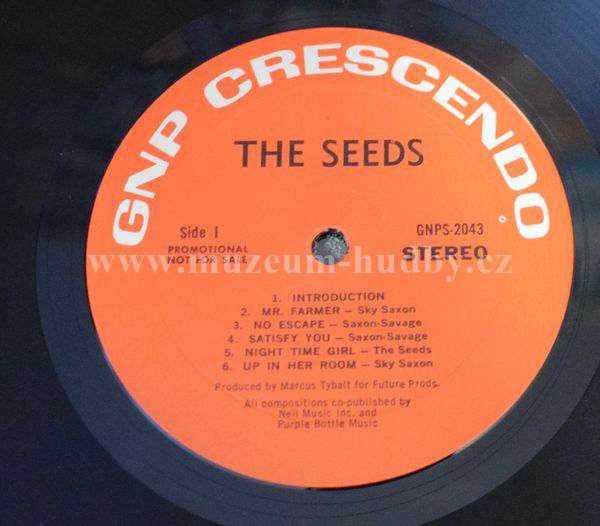 GNP CRESCENDO
THE SEEDS
Side 1
PROMOTIONAL
NOT FOR SALE
GNPS-2043
STEREO
www.muzeum-hudby.cz
1. INTRODUCTION
2. MR. FARMER — Sky Saxon
3. NO ESCAPE — Saxon-Savage
4. SATISFY YOU — Saxon-Savage
5. NIGHT TIME GIRL — The Seeds
6. UP IN HER ROOM — Sky Saxon
Produced by Marcus Tybalt for Future Prods.
All compositions co-published by
Neil Music Inc. and
Purple Bottle Music